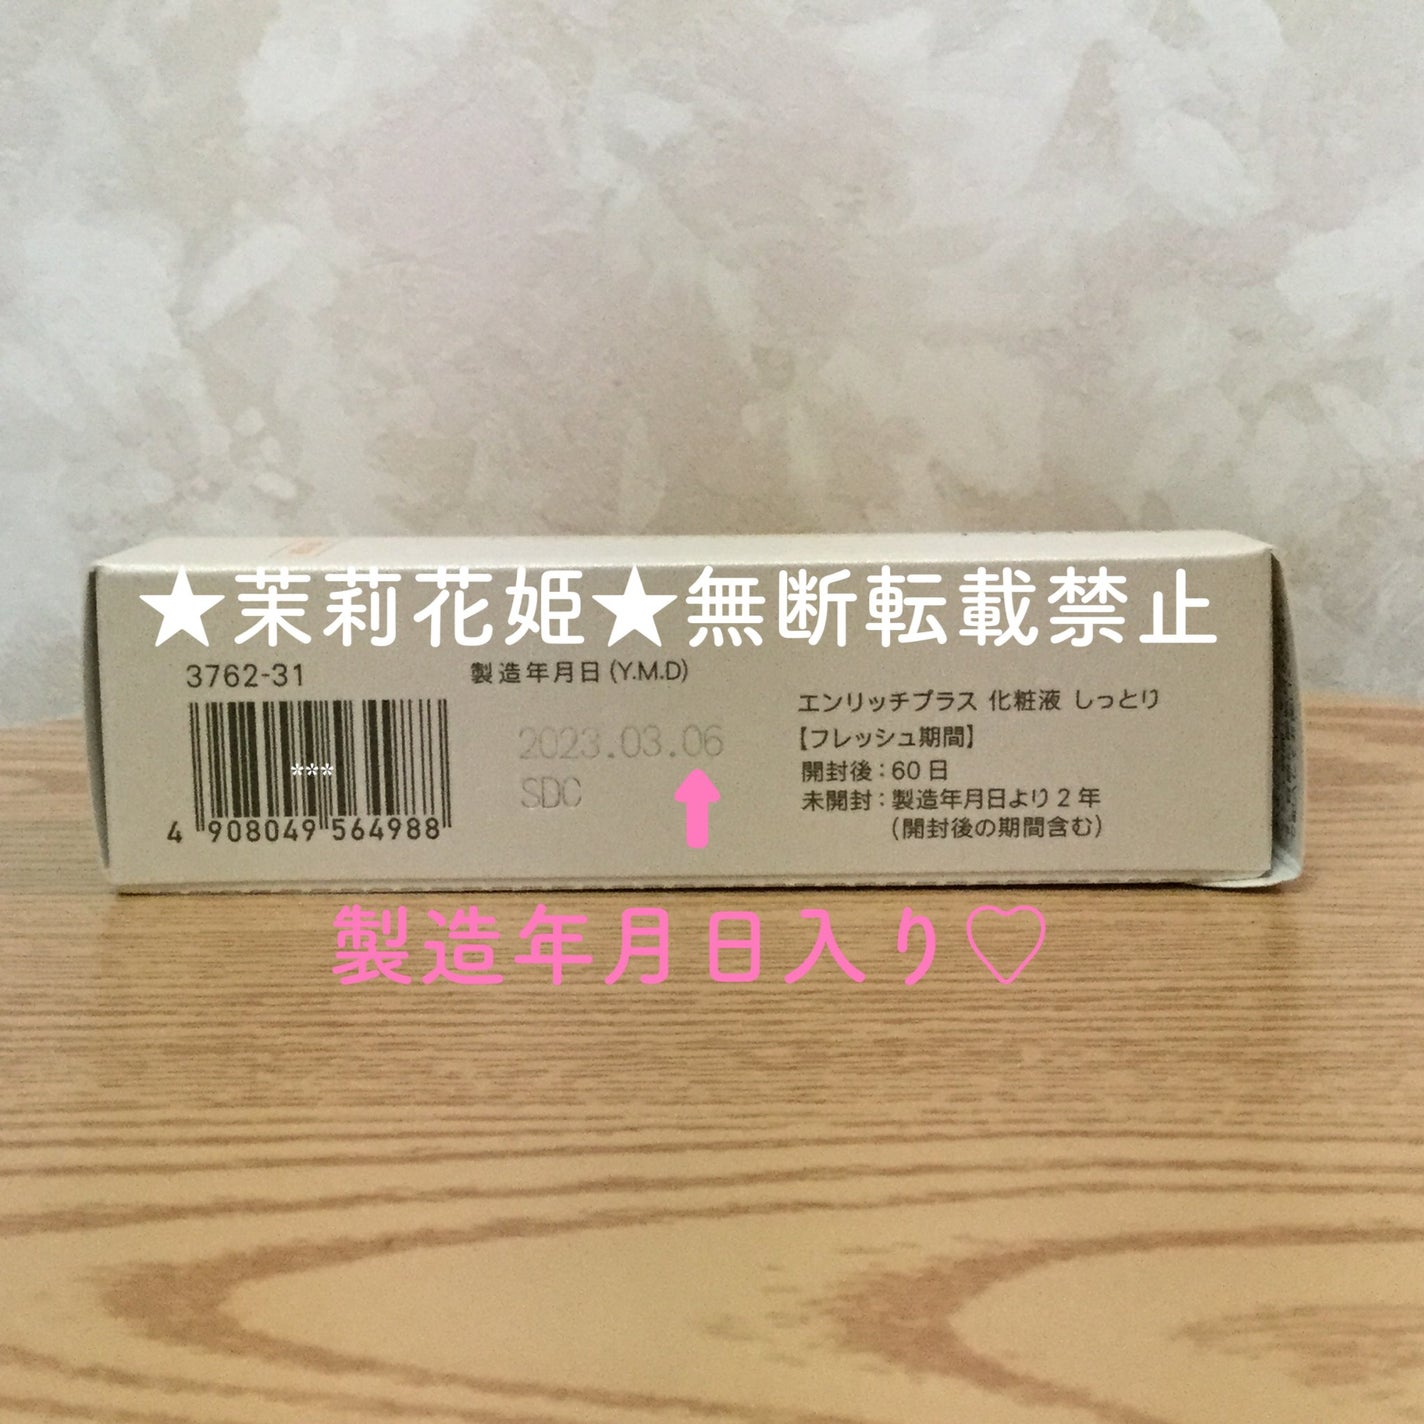 ★茉莉花姫★無断転載禁止
3762-31
***
4 908049 564988
製造年月日(Y.M.D)
2023.03.06
SDC
エンリッチプラス 化粧液 しっとり
【フレッシュ期間】
開封後：60日
未開封：製造年月日より2年
(開封後の期間含む)
製造年月日入り♡